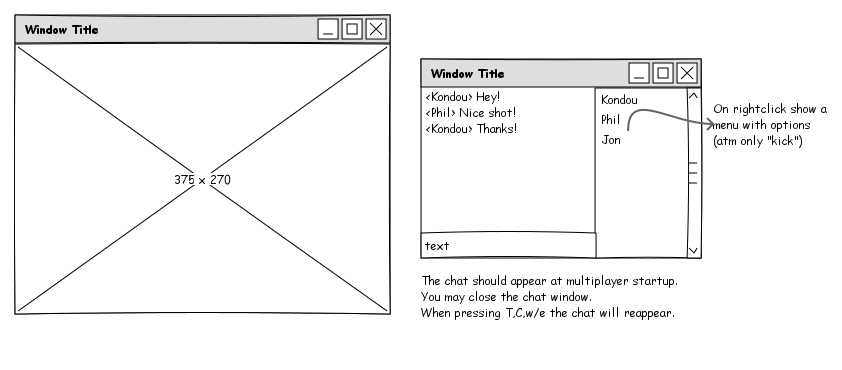 Window Title
375 × 270
Window Title
<Kondou> Hey!
<Phil> Nice shot!
<Kondou> Thanks!
text
Kondou
Phil
Jon
On rightclick show a
menu with options
(atm only "kick")
The chat should appear at multiplayer startup.
You may close the chat window.
When pressing T,C,w/e the chat will reappear.